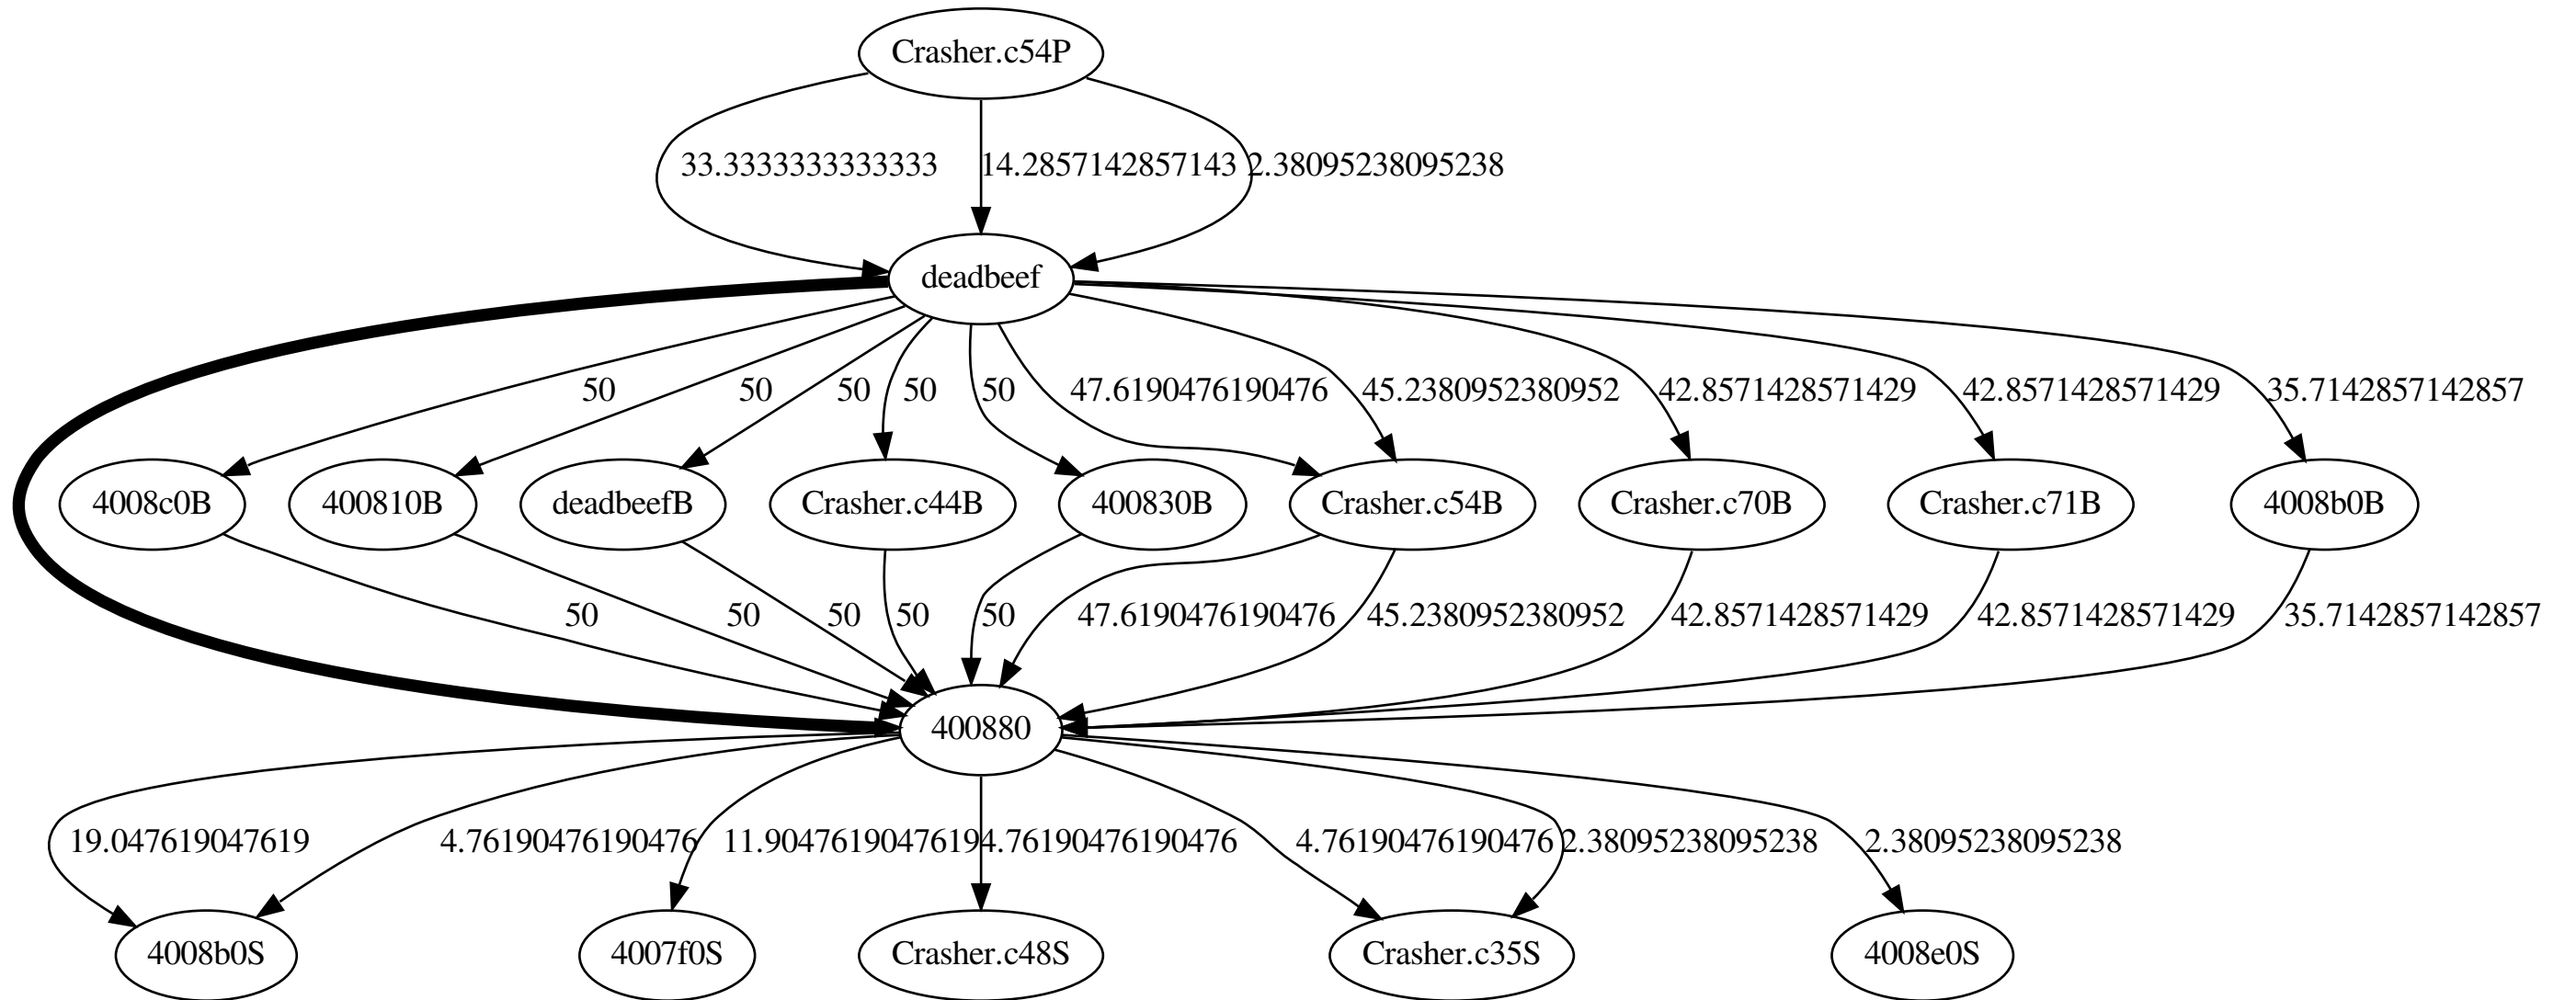 Crasher.c54P
33.3333333333333 14.2857142857143 2.38095238095238
deadbeef
50 50 50 50 50 47.6190476190476 45.2380952380952 42.8571428571429 42.8571428571429 35.7142857142857
4008c0B 400810B deadbeefB Crasher.c44B 400830B Crasher.c54B Crasher.c70B Crasher.c71B 4008b0B
50 50 50 50 50 47.6190476190476 45.2380952380952 42.8571428571429 42.8571428571429 35.7142857142857
400880
19.047619047619 4.76190476190476 11.9047619047619 4.76190476190476 4.76190476190476 2.38095238095238 2.38095238095238
4008b0S 4007f0S Crasher.c48S Crasher.c35S 4008e0S